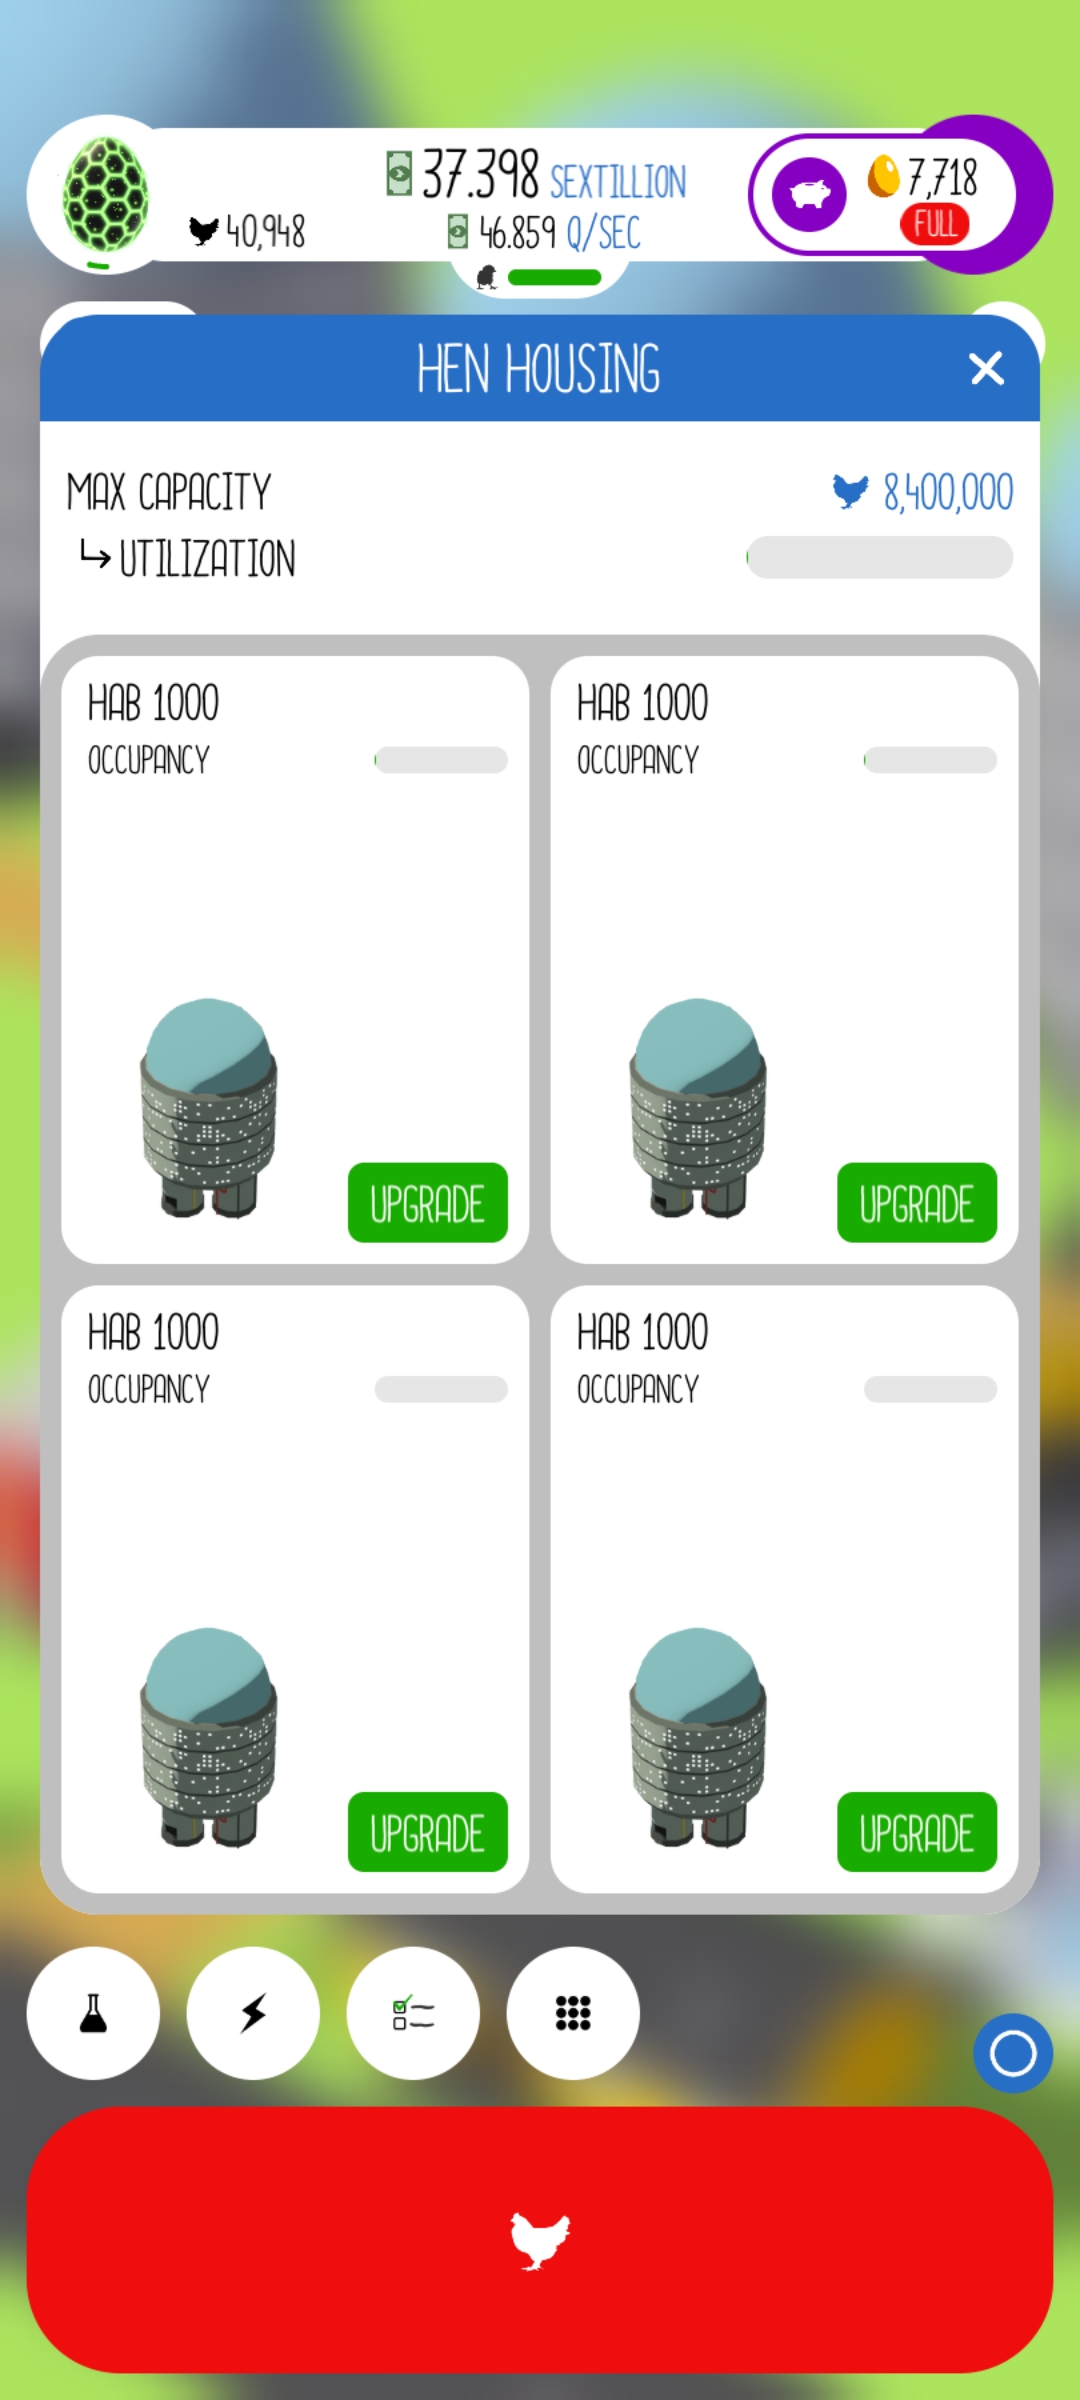 37.398 SEXTILLION
7,718
40,948
46.859 Q/SEC
FULL
HEN HOUSING
MAX CAPACITY
8,400,000
UTILIZATION
HAB 1000
OCCUPANCY
UPGRADE
HAB 1000
OCCUPANCY
UPGRADE
HAB 1000
OCCUPANCY
UPGRADE
HAB 1000
OCCUPANCY
UPGRADE